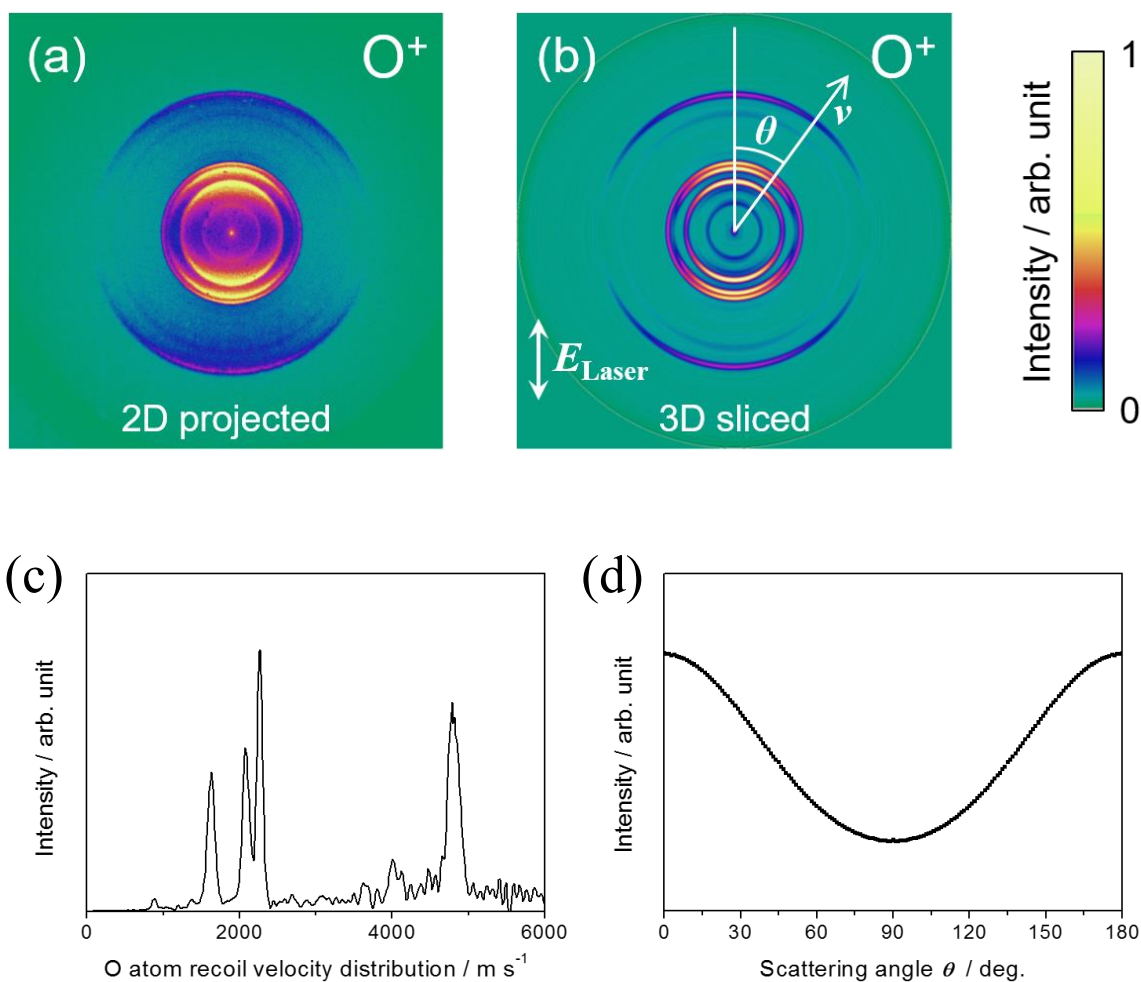 (a) O⁺
2D projected
(b) O⁺
θ
v
E_Laser
3D sliced
1
Intensity / arb. unit
0
(c)
Intensity / arb. unit
0 2000 4000 6000
O atom recoil velocity distribution / m s⁻¹
(d)
Intensity / arb. unit
0 30 60 90 120 150 180
Scattering angle θ / deg.